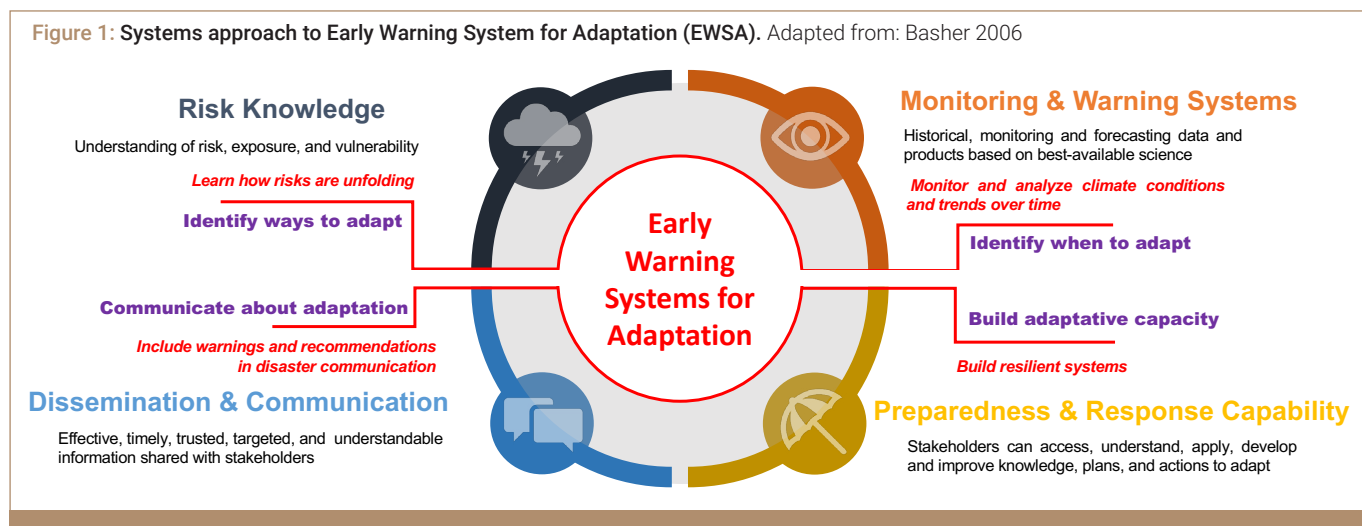 Figure 1: Systems approach to Early Warning System for Adaptation (EWSA). Adapted from: Basher 2006
Risk Knowledge
Understanding of risk, exposure, and vulnerability
Learn how risks are unfolding
Identify ways to adapt
Monitoring & Warning Systems
Historical, monitoring and forecasting data and
products based on best-available science
Monitor and analyze climate conditions
and trends over time
Identify when to adapt
Early
Warning
Systems for
Adaptation
Communicate about adaptation
Include warnings and recommendations
in disaster communication
Dissemination & Communication
Effective, timely, trusted, targeted, and understandable
information shared with stakeholders
Build adaptative capacity
Build resilient systems
Preparedness & Response Capability
Stakeholders can access, understand, apply, develop
and improve knowledge, plans, and actions to adapt